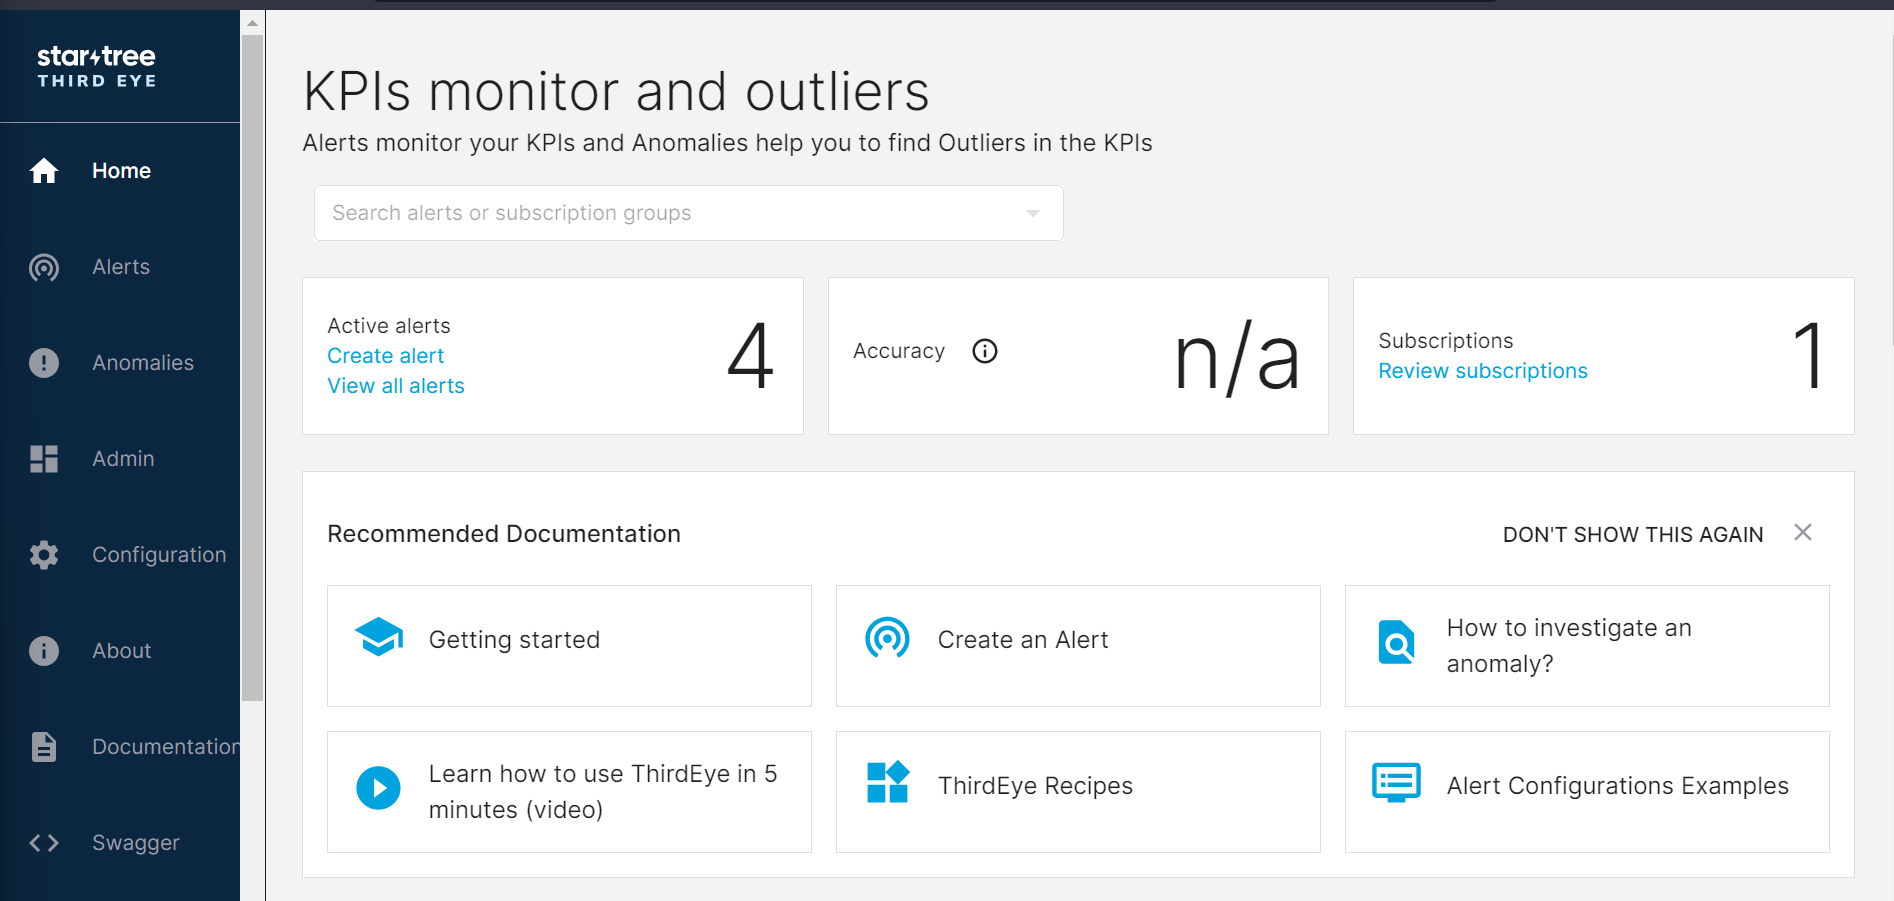 star tree
THIRD EYE
Home
Alerts
Anomalies
Admin
Configuration
About
Documentation
Swagger
KPIs monitor and outliers
Alerts monitor your KPIs and Anomalies help you to find Outliers in the KPIs
Search alerts or subscription groups
Active alerts
Create alert
View all alerts
4
Accuracy
n/a
Subscriptions
Review subscriptions
1
Recommended Documentation
DON'T SHOW THIS AGAIN
Getting started
Create an Alert
How to investigate an
anomaly?
Learn how to use ThirdEye in 5
minutes (video)
ThirdEye Recipes
Alert Configurations Examples